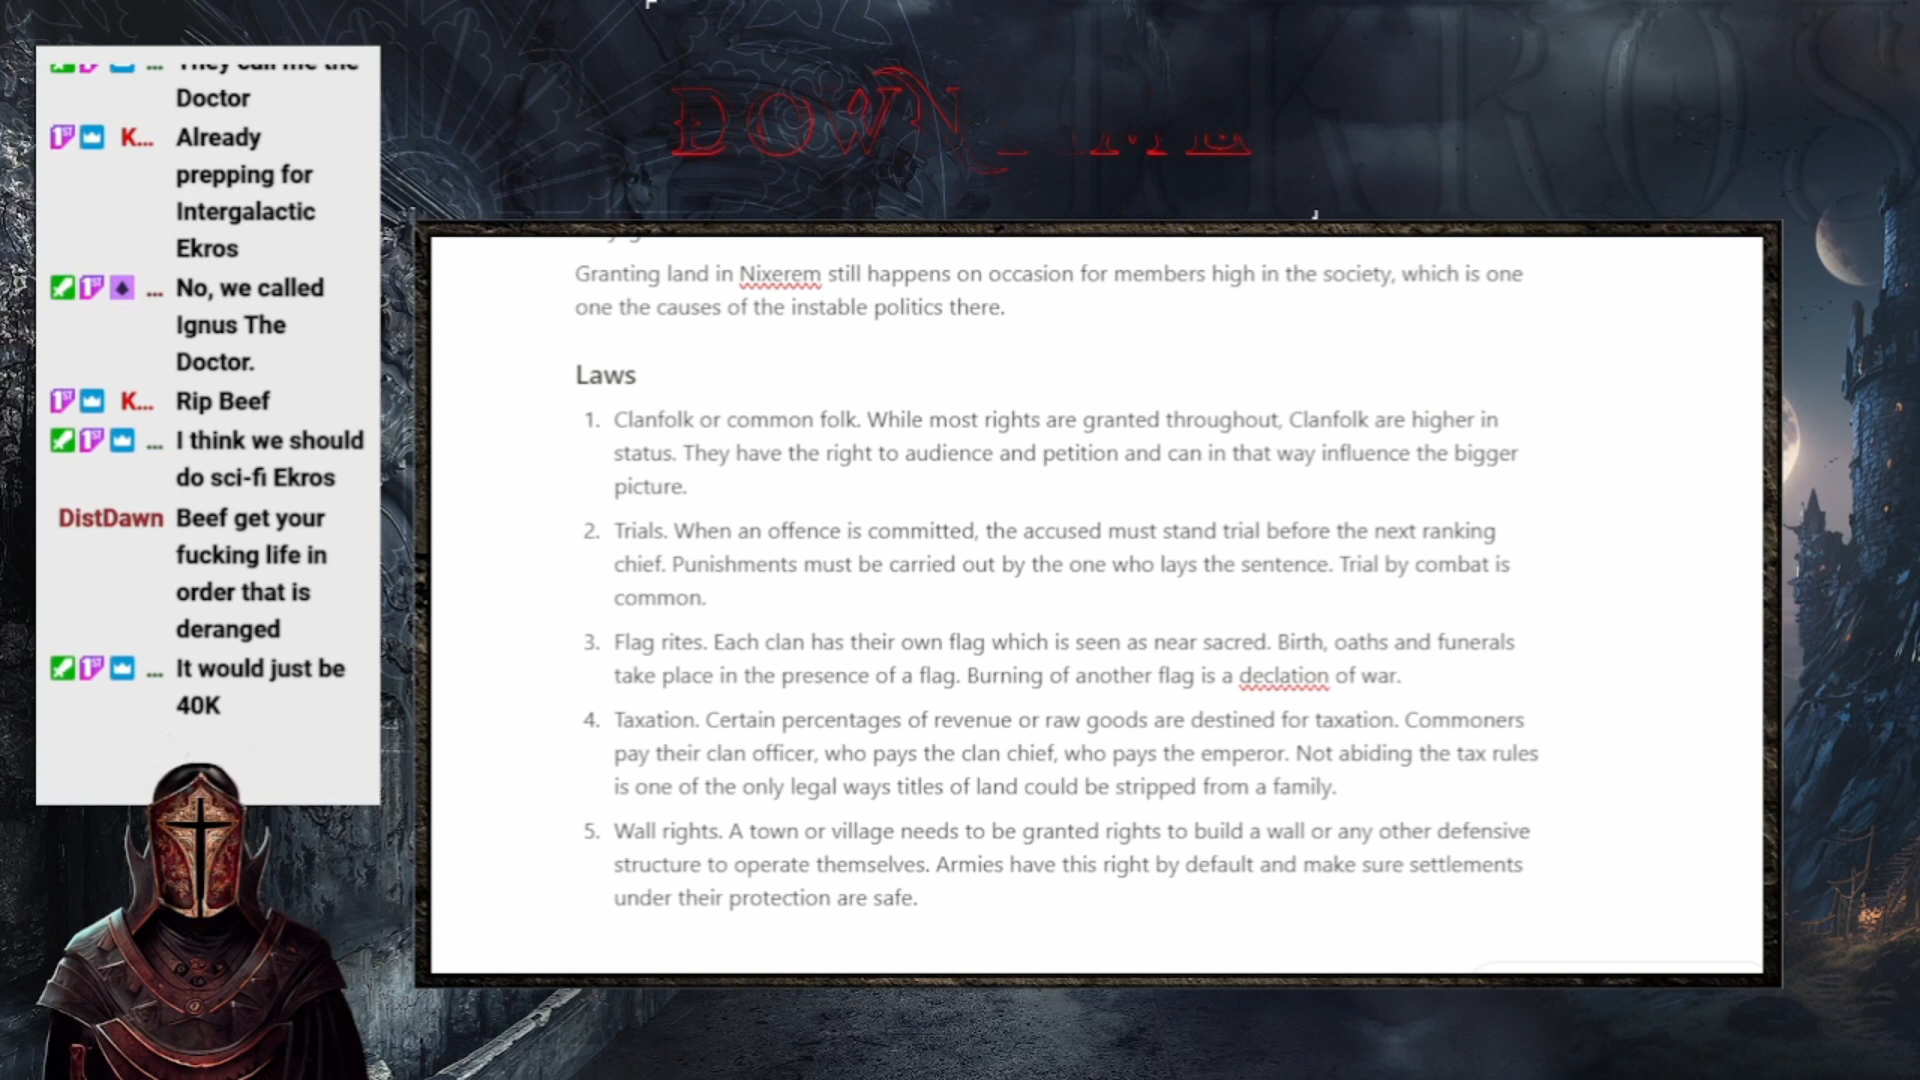 They call me the
Doctor
K... Already
prepping for
Intergalactic
Ekros
... No, we called
Ignus The
Doctor.
K... Rip Beef
... I think we should
do sci-fi Ekros
DistDawn Beef get your
fucking life in
order that is
deranged
... It would just be
40K
DOWN
EKROS
Granting land in Nixerem still happens on occasion for members high in the society, which is one
one the causes of the instable politics there.
Laws
1. Clanfolk or common folk. While most rights are granted throughout, Clanfolk are higher in
status. They have the right to audience and petition and can in that way influence the bigger
picture.
2. Trials. When an offence is committed, the accused must stand trial before the next ranking
chief. Punishments must be carried out by the one who lays the sentence. Trial by combat is
common.
3. Flag rites. Each clan has their own flag which is seen as near sacred. Birth, oaths and funerals
take place in the presence of a flag. Burning of another flag is a declation of war.
4. Taxation. Certain percentages of revenue or raw goods are destined for taxation. Commoners
pay their clan officer, who pays the clan chief, who pays the emperor. Not abiding the tax rules
is one of the only legal ways titles of land could be stripped from a family.
5. Wall rights. A town or village needs to be granted rights to build a wall or any other defensive
structure to operate themselves. Armies have this right by default and make sure settlements
under their protection are safe.